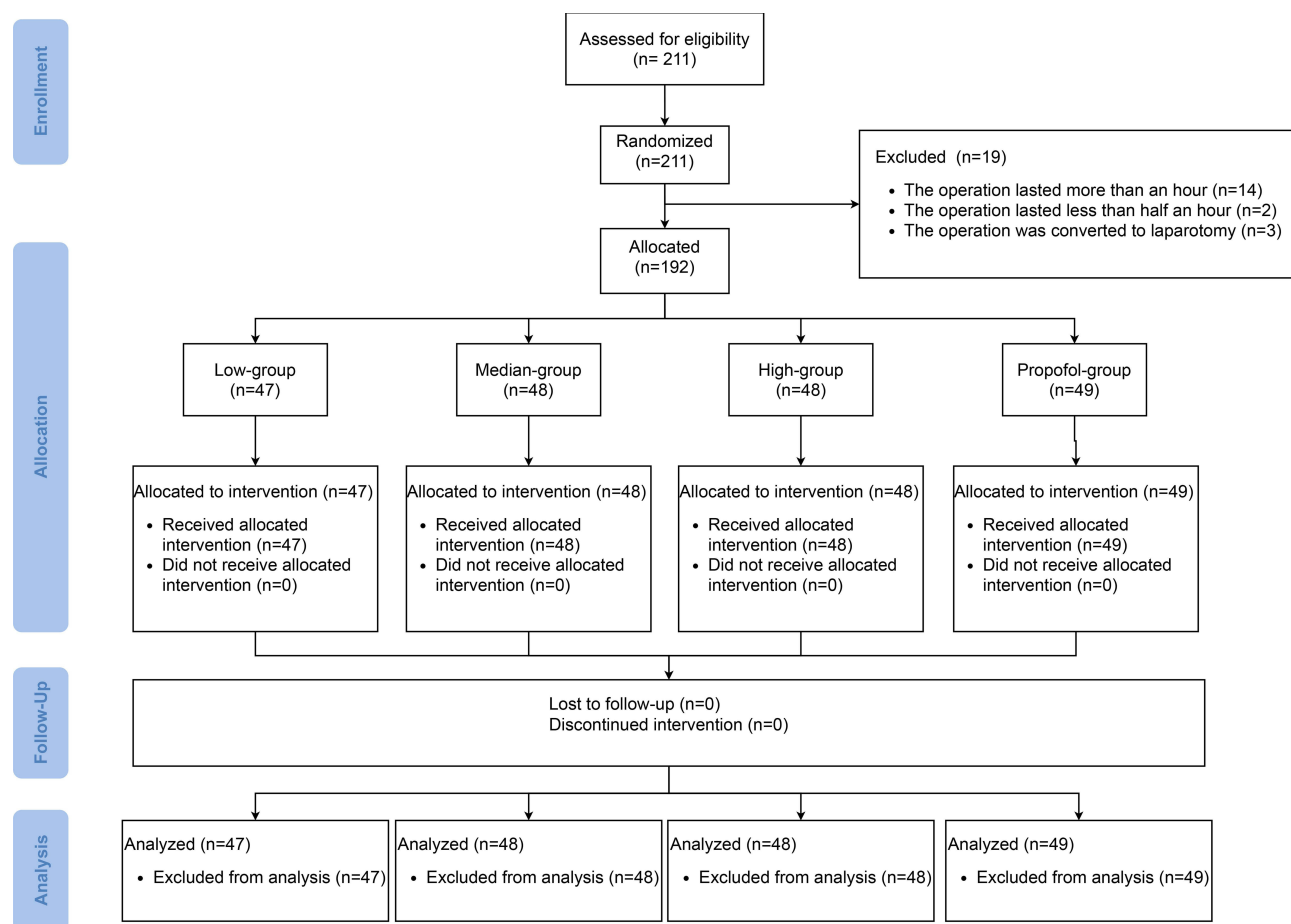 Enrollment
Assessed for eligibility
(n= 211)
Randomized
(n=211)
Excluded (n=19)
• The operation lasted more than an hour (n=14)
• The operation lasted less than half an hour (n=2)
• The operation was converted to laparotomy (n=3)
Allocation
Allocated
(n=192)
Low-group
(n=47)
Median-group
(n=48)
High-group
(n=48)
Propofol-group
(n=49)
Allocated to intervention (n=47)
• Received allocated
intervention (n=47)
• Did not receive allocated
intervention (n=0)
Allocated to intervention (n=48)
• Received allocated
intervention (n=48)
• Did not receive allocated
intervention (n=0)
Allocated to intervention (n=48)
• Received allocated
intervention (n=48)
• Did not receive allocated
intervention (n=0)
Allocated to intervention (n=49)
• Received allocated
intervention (n=49)
• Did not receive allocated
intervention (n=0)
Follow-Up
Lost to follow-up (n=0)
Discontinued intervention (n=0)
Analysis
Analyzed (n=47)
• Excluded from analysis (n=47)
Analyzed (n=48)
• Excluded from analysis (n=48)
Analyzed (n=48)
• Excluded from analysis (n=48)
Analyzed (n=49)
• Excluded from analysis (n=49)